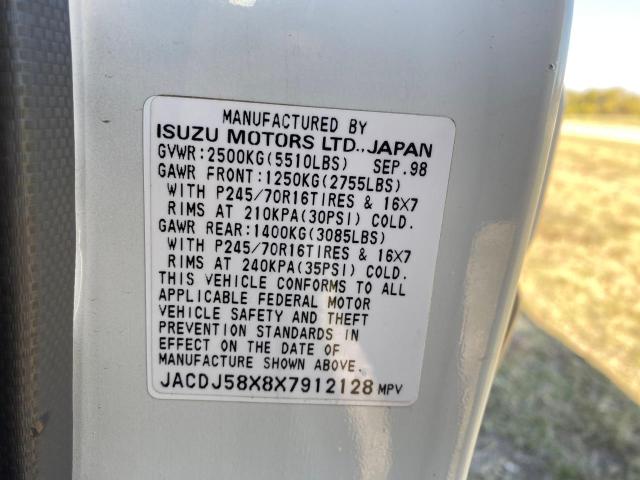 MANUFACTURED BY
ISUZU MOTORS LTD., JAPAN
GVWR:2500KG(5510LBS) SEP.98
GAWR FRONT:1250KG(2755LBS)
WITH P245/70R16TIRES & 16X7
RIMS AT 210KPA(30PSI) COLD.
GAWR REAR:1400KG(3085LBS)
WITH P245/70R16TIRES & 16X7
RIMS AT 240KPA(35PSI) COLD.
THIS VEHICLE CONFORMS TO ALL
APPLICABLE FEDERAL MOTOR
VEHICLE SAFETY AND THEFT
PREVENTION STANDARDS IN
EFFECT ON THE DATE OF
MANUFACTURE SHOWN ABOVE.
JACDJ58X8X7912128 MPV